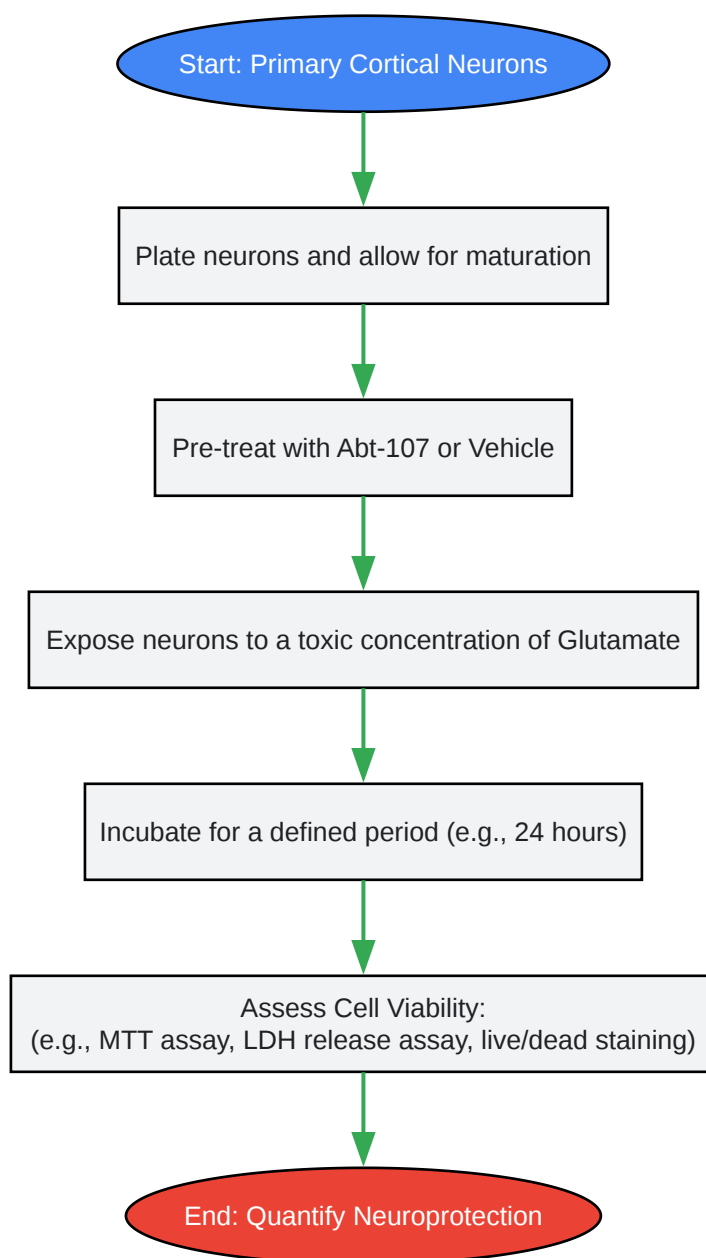 Start: Primary Cortical Neurons
Plate neurons and allow for maturation
Pre-treat with Abt-107 or Vehicle
Expose neurons to a toxic concentration of Glutamate
Incubate for a defined period (e.g., 24 hours)
Assess Cell Viability:
(e.g., MTT assay, LDH release assay, live/dead staining)
End: Quantify Neuroprotection